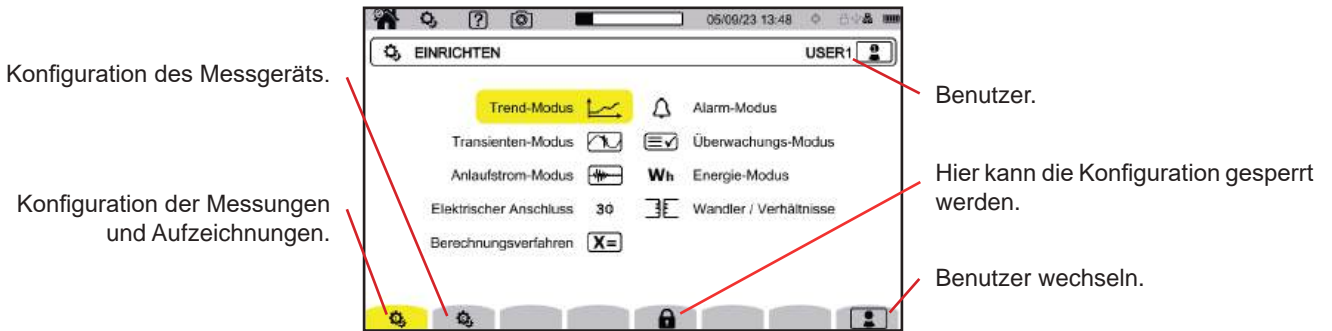 05/09/23 13:48
EINRICHTEN USER1
Konfiguration des Messgeräts.
Konfiguration der Messungen
und Aufzeichnungen.
Trend-Modus Alarm-Modus
Transienten-Modus Überwachungs-Modus
Anlaufstrom-Modus Wh Energie-Modus
Elektrischer Anschluss 3Φ Wandler / Verhältnisse
Berechnungsverfahren X=
Benutzer.
Hier kann die Konfiguration gesperrt
werden.
Benutzer wechseln.